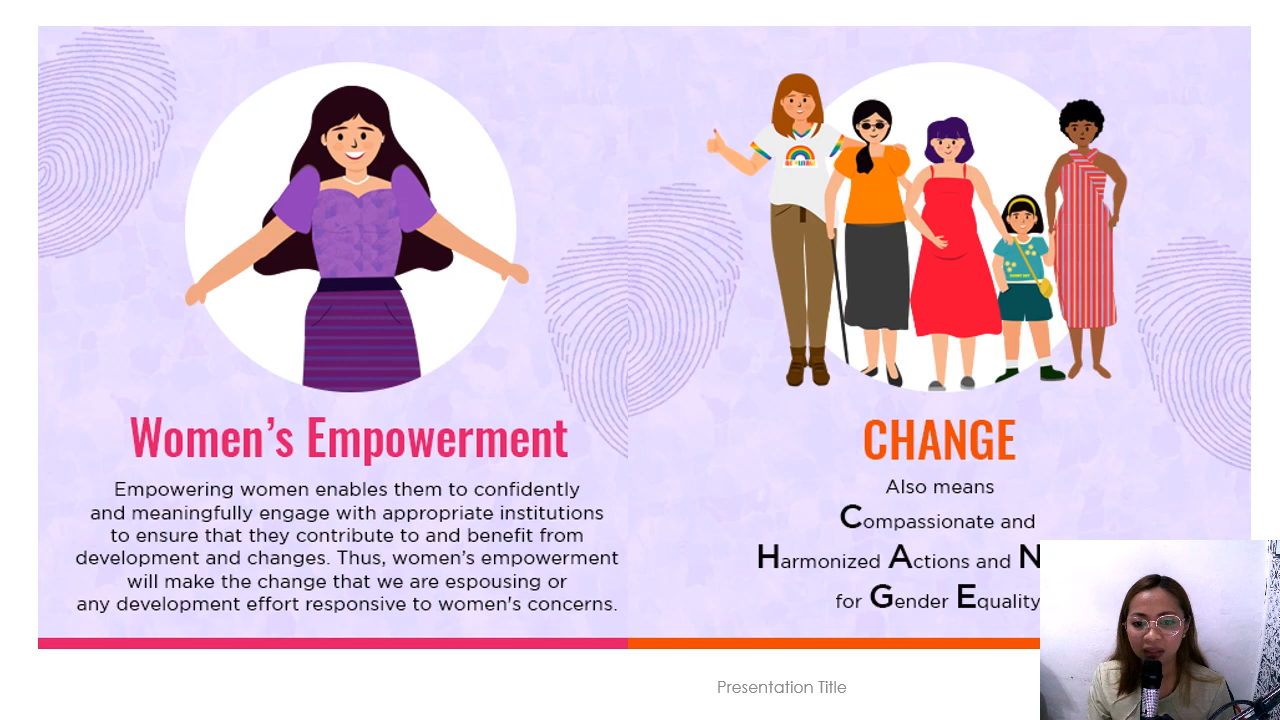 Women's Empowerment
Empowering women enables them to confidently
and meaningfully engage with appropriate institutions
to ensure that they contribute to and benefit from
development and changes. Thus, women's empowerment
will make the change that we are espousing or
any development effort responsive to women's concerns.
CHANGE
Also means
Compassionate and
Harmonized Actions and N
for Gender Equality
Presentation Title